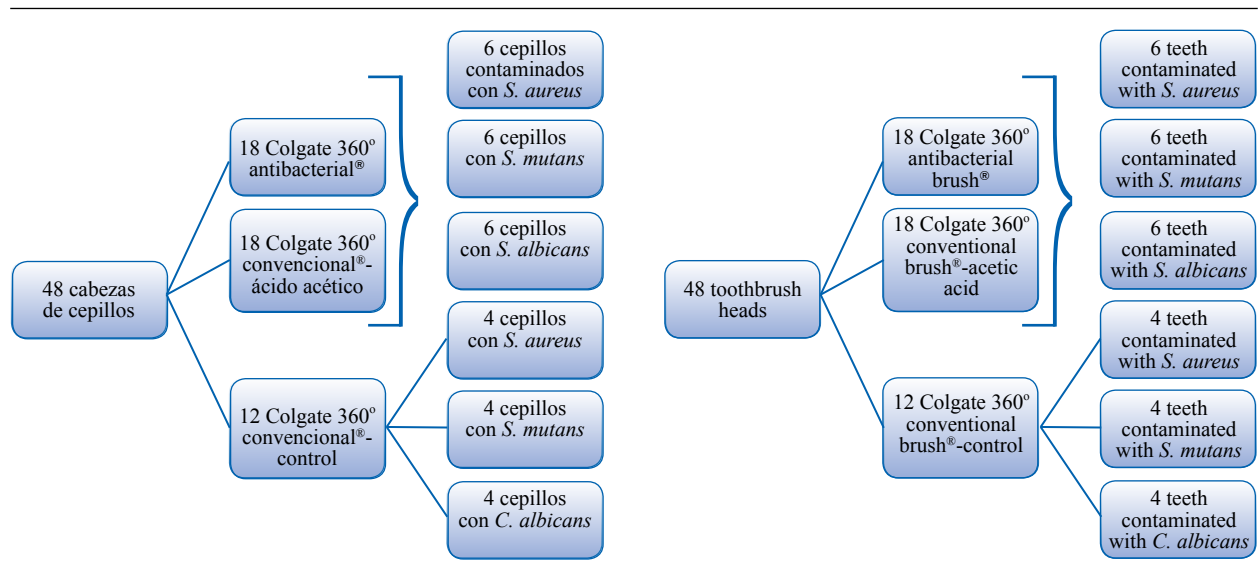 6 cepillos
contaminados
con S. aureus
18 Colgate 360º
antibacterial®
6 cepillos
con S. mutans
18 Colgate 360º
convencional®-
ácido acético
6 cepillos
con S. albicans
48 cabezas
de cepillos
4 cepillos
con S. aureus
12 Colgate 360º
convencional®-
control
4 cepillos
con S. mutans
4 cepillos
con C. albicans
6 teeth
contaminated
with S. aureus
18 Colgate 360º
antibacterial
brush®
6 teeth
contaminated
with S. mutans
18 Colgate 360º
conventional
brush®-acetic
acid
6 teeth
contaminated
with S. albicans
48 toothbrush
heads
4 teeth
contaminated
with S. aureus
12 Colgate 360º
conventional
brush®-control
4 teeth
contaminated
with S. mutans
4 teeth
contaminated
with C. albicans